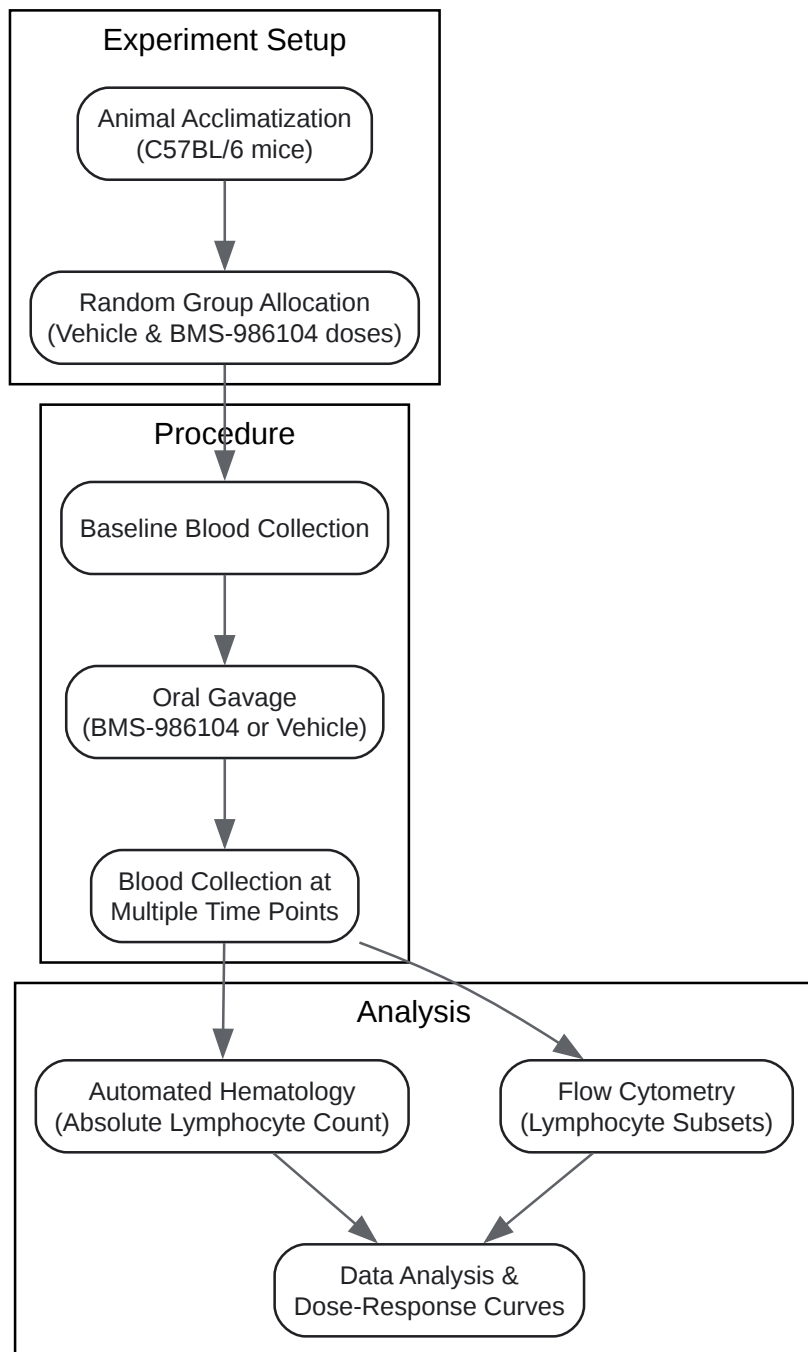 Experiment Setup
Animal Acclimatization
(C57BL/6 mice)
Random Group Allocation
(Vehicle & BMS-986104 doses)
Procedure
Baseline Blood Collection
Oral Gavage
(BMS-986104 or Vehicle)
Blood Collection at
Multiple Time Points
Analysis
Automated Hematology
(Absolute Lymphocyte Count)
Flow Cytometry
(Lymphocyte Subsets)
Data Analysis &
Dose-Response Curves